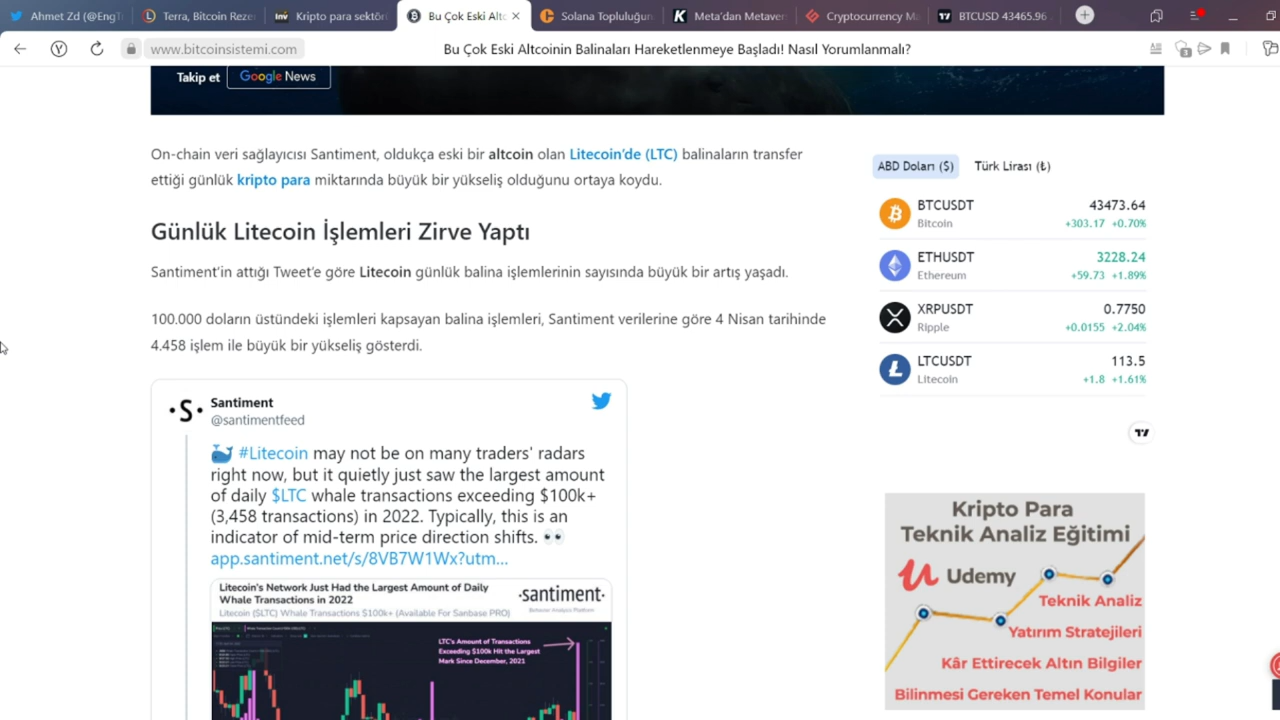 Ahmet Zd (@EngT
Terra, Bitcoin Reze
inv Kripto para sektör
Bu Çok Eski Altc
Solana Topluluğun
Meta'dan Metaver
Cryptocurrency Ma
BTCUSD 43465.96
www.bitcoinsistemi.com
Bu Çok Eski Altcoinin Balinaları Hareketlenmeye Başladı! Nasıl Yorumlanmalı?
Takip et Google News
On-chain veri sağlayıcısı Santiment, oldukça eski bir altcoin olan Litecoin'de (LTC) balinaların transfer
ettiği günlük kripto para miktarında büyük bir yükseliş olduğunu ortaya koydu.
Günlük Litecoin İşlemleri Zirve Yaptı
Santiment'in attığı Tweet'e göre Litecoin günlük balina işlemlerinin sayısında büyük bir artış yaşadı.
100.000 doların üstündeki işlemleri kapsayan balina işlemleri, Santiment verilerine göre 4 Nisan tarihinde
4.458 işlem ile büyük bir yükseliş gösterdi.
·S·
Santiment
@santimentfeed
#Litecoin may not be on many traders' radars
right now, but it quietly just saw the largest amount
of daily $LTC whale transactions exceeding $100k+
(3,458 transactions) in 2022. Typically, this is an
indicator of mid-term price direction shifts. 👀
app.santiment.net/s/8VB7W1Wx?utm...
Litecoin's Network Just Had the Largest Amount of Daily
Whale Transactions in 2022
Litecoin ($LTC) Whale Transactions $100k+ (Available For Sanbase PRO)
·santiment·
Behavior Analysis Platform
LTC's Amount of Transactions
Exceeding $100k Hit the Largest
Mark Since December, 2021
ABD Doları ($) Türk Lirası (₺)
BTCUSDT 43473.64
Bitcoin +303.17 +0.70%
ETHUSDT 3228.24
Ethereum +59.73 +1.89%
XRPUSDT 0.7750
Ripple +0.0155 +2.04%
LTCUSDT 113.5
Litecoin +1.8 +1.61%
Kripto Para
Teknik Analiz Eğitimi
Udemy
Teknik Analiz
Yatırım Stratejileri
Kâr Ettirecek Altın Bilgiler
Bilinmesi Gereken Temel Konular